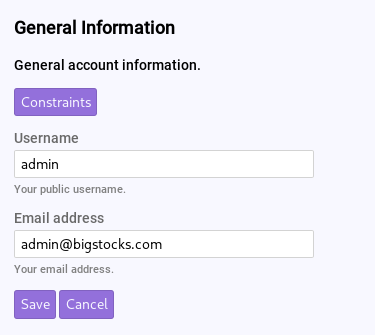 General Information
General account information.
Constraints
Username
admin
Your public username.
Email address
admin@bigstocks.com
Your email address.
Save Cancel